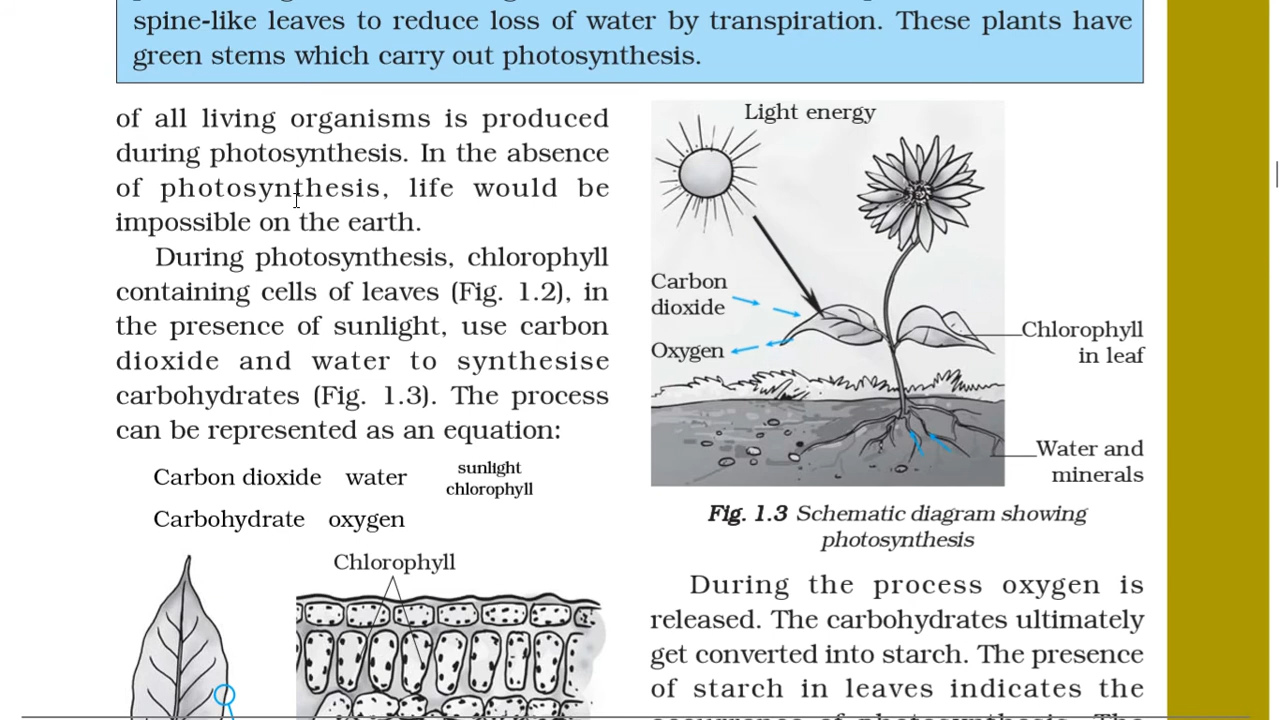 spine-like leaves to reduce loss of water by transpiration. These plants have
green stems which carry out photosynthesis.
of all living organisms is produced
during photosynthesis. In the absence
of photosynthesis, life would be
impossible on the earth.
During photosynthesis, chlorophyll
containing cells of leaves (Fig. 1.2), in
the presence of sunlight, use carbon
dioxide and water to synthesise
carbohydrates (Fig. 1.3). The process
can be represented as an equation:
Carbon dioxide water sunlight
chlorophyll
Carbohydrate oxygen
Chlorophyll
Light energy
Carbon
dioxide
Oxygen
Chlorophyll
in leaf
Water and
minerals
Fig. 1.3 Schematic diagram showing
photosynthesis
During the process oxygen is
released. The carbohydrates ultimately
get converted into starch. The presence
of starch in leaves indicates the
occurrence of photosynthesis. The